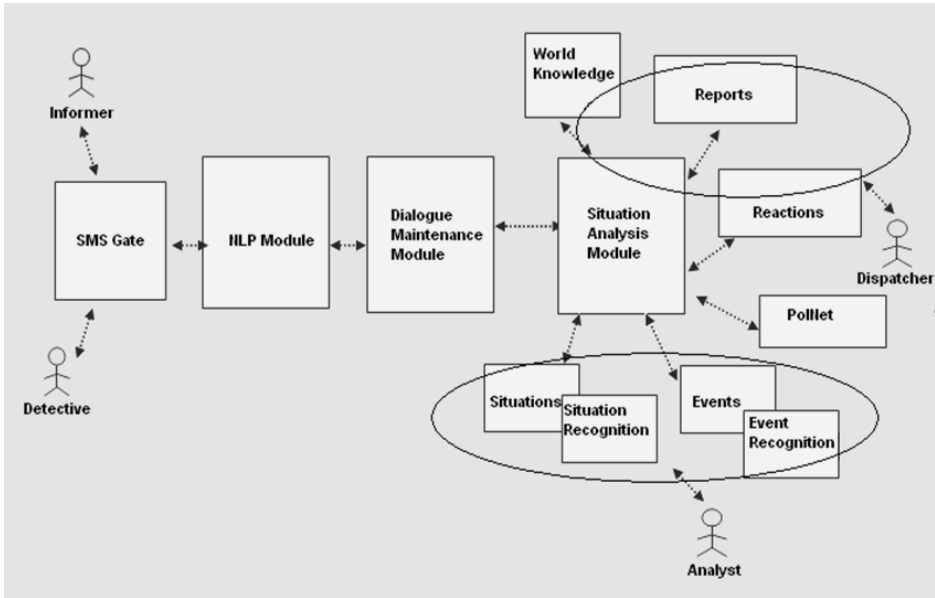 Informer
SMS Gate
Detective
NLP Module
Dialogue
Maintenance
Module
World
Knowledge
Situation
Analysis
Module
Reports
Reactions
Dispatcher
PolNet
Situations
Situation
Recognition
Events
Event
Recognition
Analyst